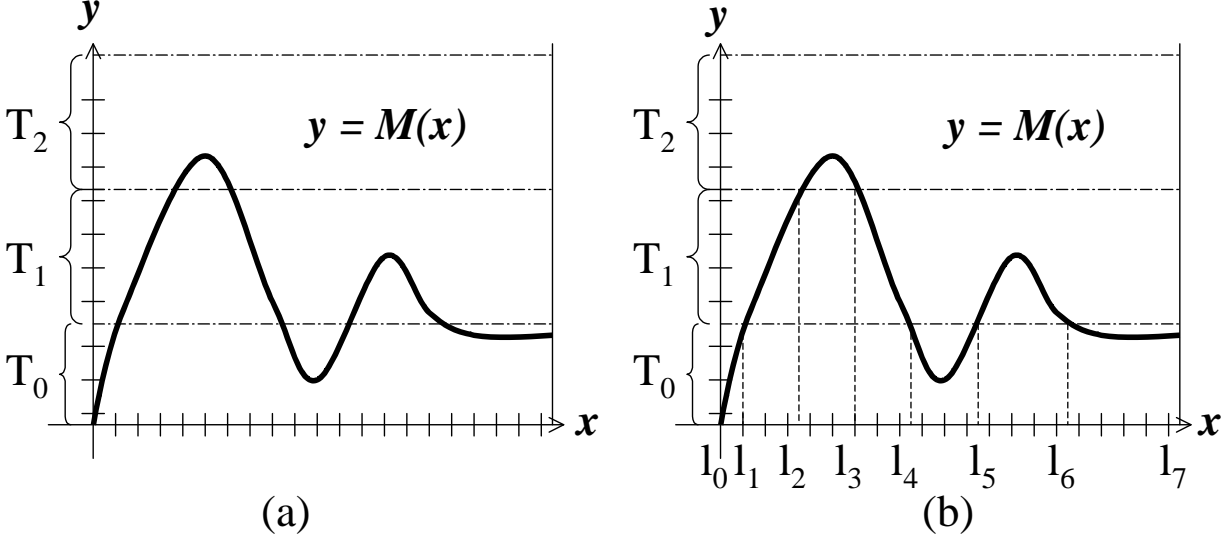 y
y = M(x)
T2
T1
T0
x
(a)
y
y = M(x)
T2
T1
T0
x
l0 l1 l2 l3 l4 l5 l6 l7
(b)